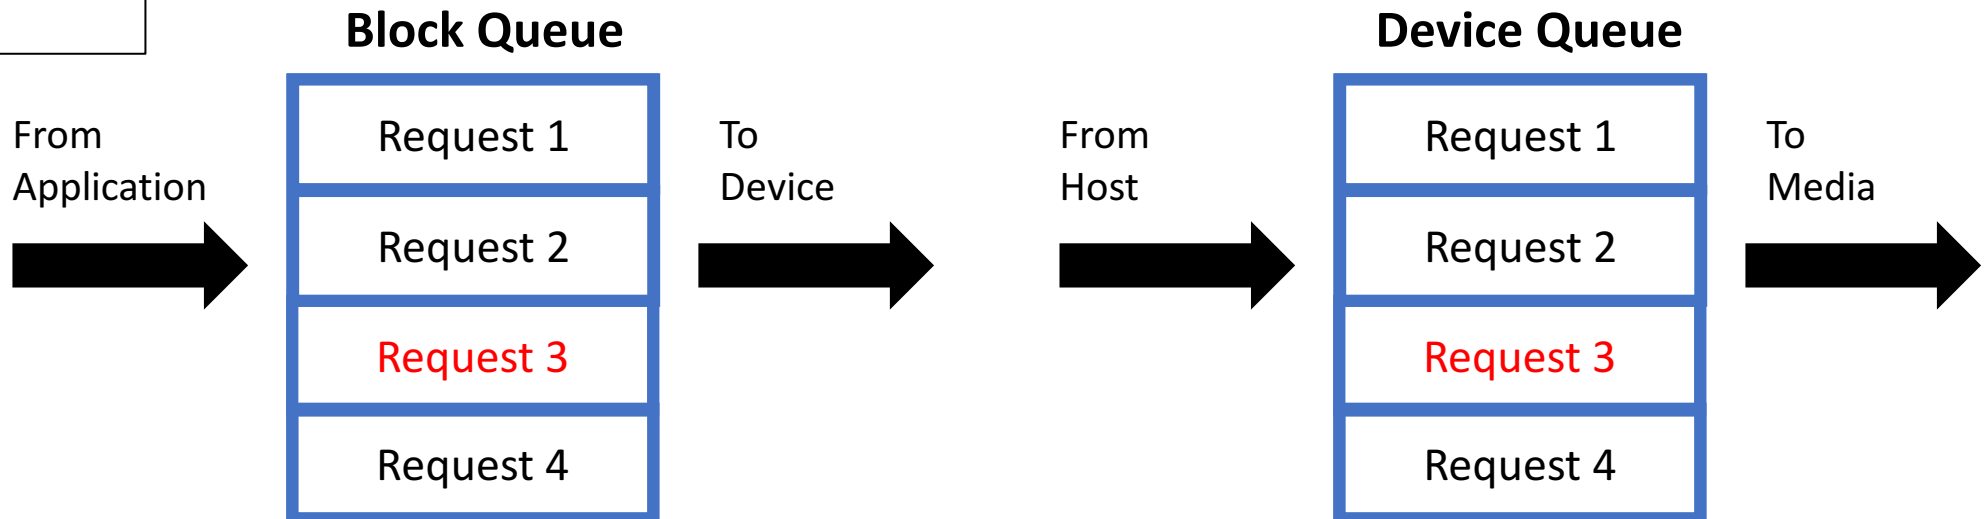 Block Queue
Device Queue
From
Application
Request 1
Request 2
Request 3
Request 4
To
Device
From
Host
Request 1
Request 2
Request 3
Request 4
To
Media